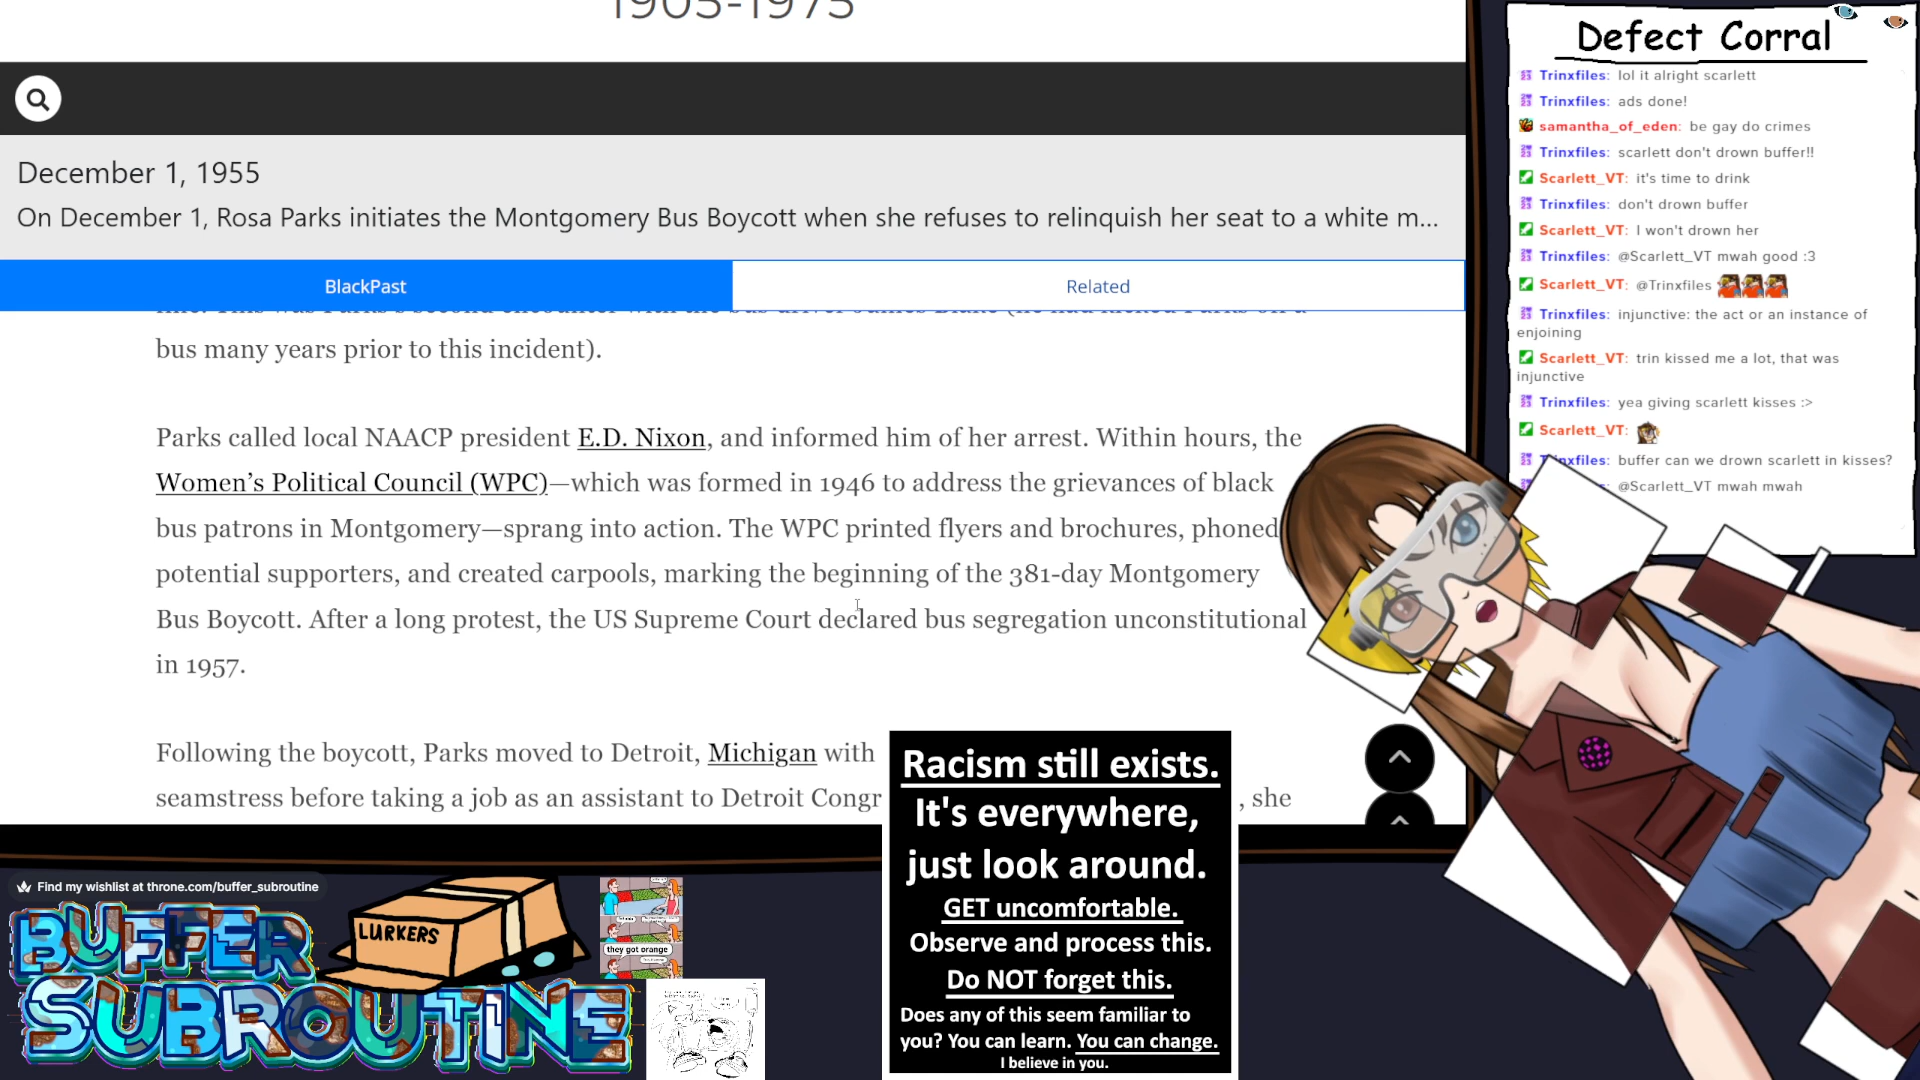 1905-1975
December 1, 1955
On December 1, Rosa Parks initiates the Montgomery Bus Boycott when she refuses to relinquish her seat to a white m...
BlackPast
Related
bus many years prior to this incident).
Parks called local NAACP president E.D. Nixon, and informed him of her arrest. Within hours, the
Women's Political Council (WPC)—which was formed in 1946 to address the grievances of black
bus patrons in Montgomery—sprang into action. The WPC printed flyers and brochures, phoned
potential supporters, and created carpools, marking the beginning of the 381-day Montgomery
Bus Boycott. After a long protest, the US Supreme Court declared bus segregation unconstitutional
in 1957.
Following the boycott, Parks moved to Detroit, Michigan with
seamstress before taking a job as an assistant to Detroit Congr
, she
Defect Corral
Trinxfiles: lol it alright scarlett
Trinxfiles: ads done!
samantha_of_eden: be gay do crimes
Trinxfiles: scarlett don't drown buffer!!
Scarlett_VT: it's time to drink
Trinxfiles: don't drown buffer
Scarlett_VT: I won't drown her
Trinxfiles: @Scarlett_VT mwah good :3
Scarlett_VT: @Trinxfiles
Trinxfiles: injunctive: the act or an instance of
enjoining
Scarlett_VT: trin kissed me a lot, that was
injunctive
Trinxfiles: yea giving scarlett kisses :>
Scarlett_VT:
nxfiles: buffer can we drown scarlett in kisses?
@Scarlett_VT mwah mwah
Find my wishlist at throne.com/buffer_subroutine
BUFFER
SUBROUTINE
LURKERS
they got orange
Racism still exists.
It's everywhere,
just look around.
GET uncomfortable.
Observe and process this.
Do NOT forget this.
Does any of this seem familiar to
you? You can learn. You can change.
I believe in you.